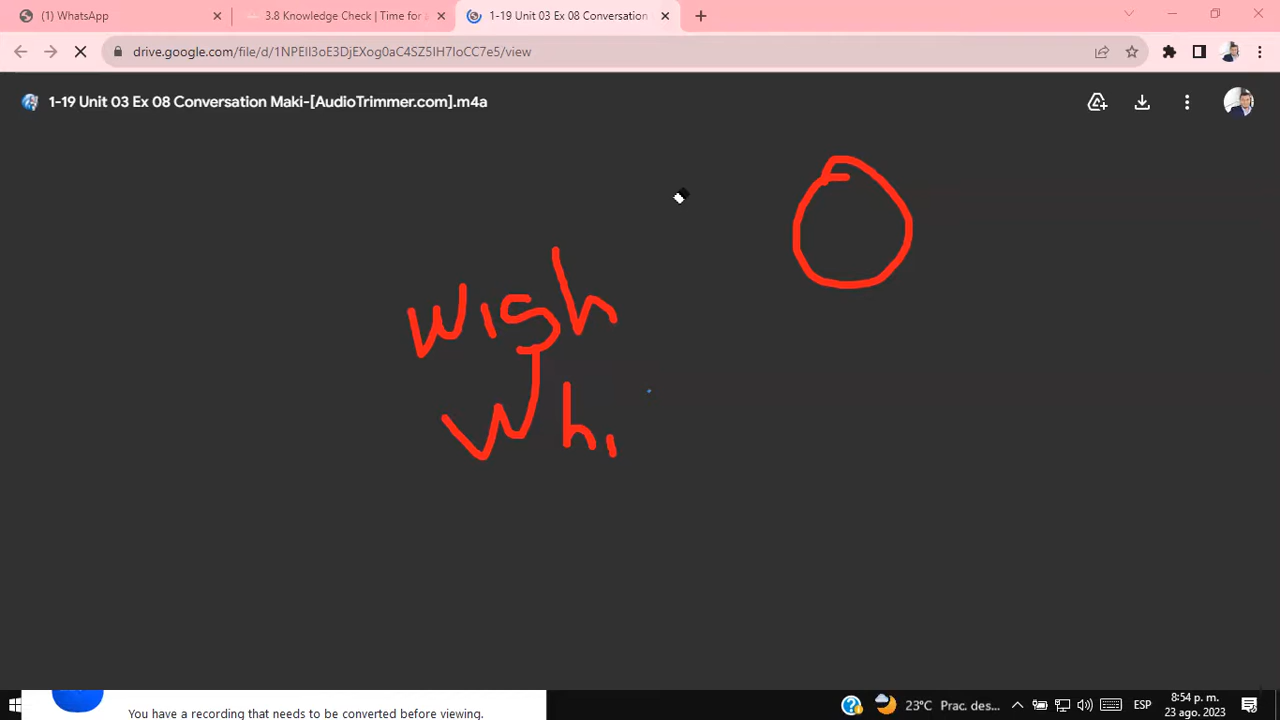 (1) WhatsApp
3.8 Knowledge Check | Time for a
1-19 Unit 03 Ex 08 Conversation
drive.google.com/file/d/1NPEIl3oE3DjEXog0aC4SZ5IH7IoCC7e5/view
1-19 Unit 03 Ex 08 Conversation Maki-[AudioTrimmer.com].m4a
wish
whi
You have a recording that needs to be converted before viewing.
23°C Prac. des...
ESP
8:54 p. m.
23 ago. 2023